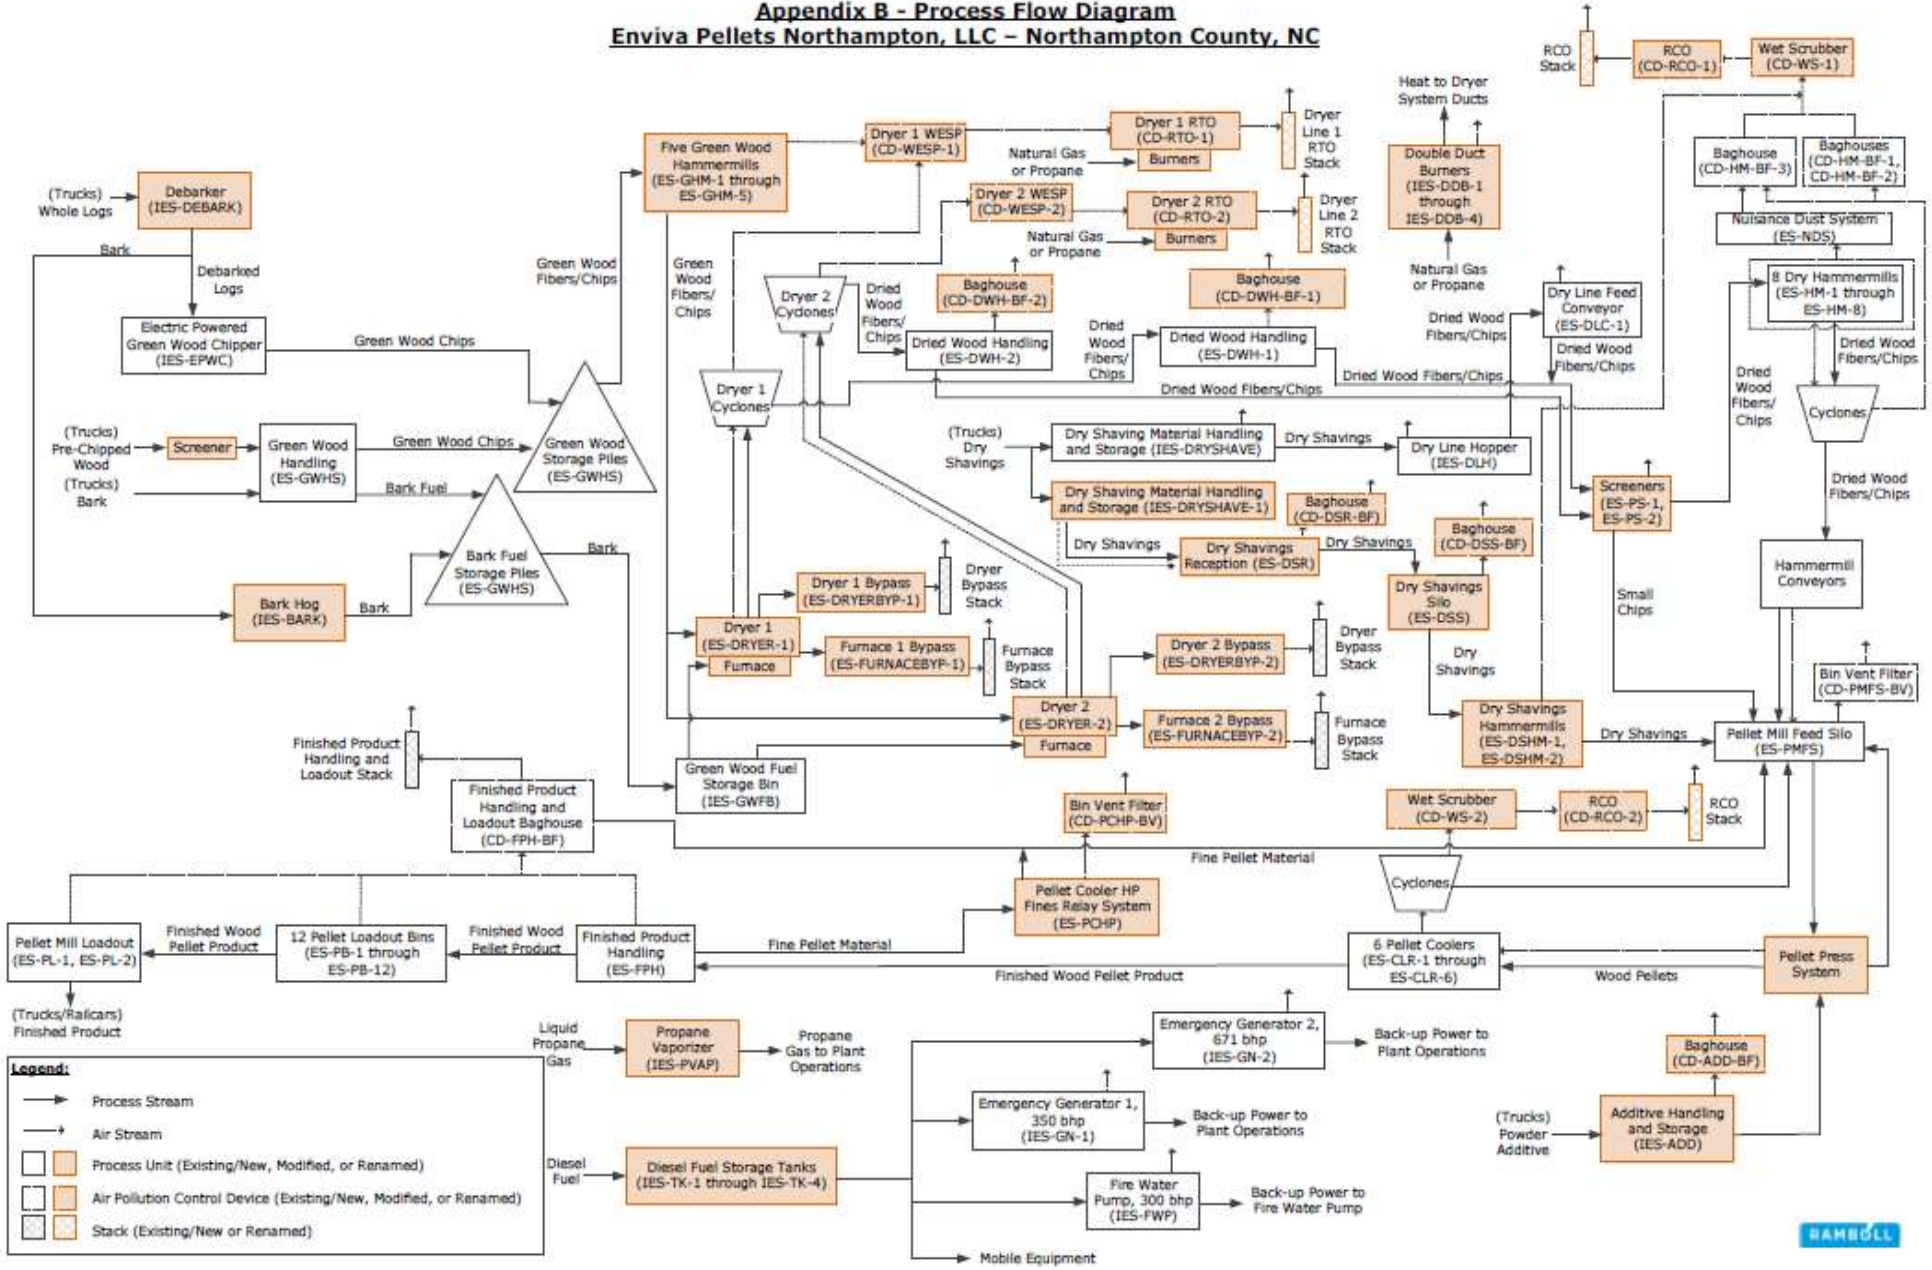 Appendix B - Process Flow Diagram
Enviva Pellets Northampton, LLC – Northampton County, NC
RCO
Stack
RCO
(CD-RCO-1)
Wet Scrubber
(CD-WS-1)
Heat to Dryer
System Ducts
Five Green Wood
Hammermills
(ES-GHM-1 through
ES-GHM-5)
Dryer 1 WESP
(CD-WESP-1)
Dryer 1 RTO
(CD-RTO-1)
Burners
Natural Gas
or Propane
Dryer
Line 1
RTO
Stack
Double Duct
Burners
(IES-DDB-1
through
IES-DDB-4)
Natural Gas
or Propane
Baghouse
(CD-HM-BF-3)
Baghouses
(CD-HM-BF-1,
CD-HM-BF-2)
Nuisance Dust System
(ES-NDS)
8 Dry Hammermills
(ES-HM-1 through
ES-HM-8)
(Trucks)
Whole Logs
Debarker
(IES-DEBARK)
Bark
Debarked
Logs
Dryer 2 WESP
(CD-WESP-2)
Dryer 2 RTO
(CD-RTO-2)
Burners
Natural Gas
or Propane
Dryer
Line 2
RTO
Stack
Green Wood
Fibers/Chips
Green
Wood
Fibers/
Chips
Dryer 2
Cyclones
Dried
Wood
Fibers/
Chips
Baghouse
(CD-DWH-BF-2)
Baghouse
(CD-DWH-BF-1)
Dried Wood Handling
(ES-DWH-2)
Dried
Wood
Fibers/
Chips
Dried Wood Handling
(ES-DWH-1)
Dried Wood
Fibers/Chips
Dry Line Feed
Conveyor
(ES-DLC-1)
Dried Wood
Fibers/Chips
Dried Wood
Fibers/Chips
Dried
Wood
Fibers/
Chips
Cyclones
Electric Powered
Green Wood Chipper
(IES-EPWC)
Green Wood Chips
Dryer 1
Cyclones
Dried Wood Fibers/Chips
Dried Wood Fibers/Chips
(Trucks)
Pre-Chipped
Wood
(Trucks)
Bark
Screener
Green Wood
Handling
(ES-GWHS)
Green Wood Chips
Bark Fuel
Green Wood
Storage Piles
(ES-GWHS)
(Trucks)
Dry
Shavings
Dry Shaving Material Handling
and Storage (IES-DRYSHAVE)
Dry Shavings
Dry Line Hopper
(IES-DLH)
Dry Shaving Material Handling
and Storage (IES-DRYSHAVE-1)
Baghouse
(CD-DSR-BF)
Dry Shavings
Dry Shavings
Reception (ES-DSR)
Dry Shavings
Baghouse
(CD-DSS-BF)
Screeners
(ES-PS-1,
ES-PS-2)
Dried Wood
Fibers/Chips
Hammermill
Conveyors
Small
Chips
Bark Fuel
Storage Piles
(ES-GWHS)
Bark
Bark Hog
(IES-BARK)
Bark
Dryer 1 Bypass
(ES-DRYERBYP-1)
Dryer
Bypass
Stack
Dryer 1
(ES-DRYER-1)
Furnace
Furnace 1 Bypass
(ES-FURNACEBYP-1)
Furnace
Bypass
Stack
Dry Shavings
Silo
(ES-DSS)
Dry
Shavings
Dryer 2 Bypass
(ES-DRYERBYP-2)
Dryer
Bypass
Stack
Dryer 2
(ES-DRYER-2)
Furnace
Furnace 2 Bypass
(ES-FURNACEBYP-2)
Furnace
Bypass
Stack
Dry Shavings
Hammermills
(ES-DSHM-1,
ES-DSHM-2)
Dry Shavings
Bin Vent Filter
(CD-PMFS-BV)
Pellet Mill Feed Silo
(ES-PMFS)
Finished Product
Handling and
Loadout Stack
Finished Product
Handling and
Loadout Baghouse
(CD-FPH-BF)
Green Wood Fuel
Storage Bin
(IES-GWFB)
Bin Vent Filter
(CD-PCHP-BV)
Wet Scrubber
(CD-WS-2)
RCO
(CD-RCO-2)
RCO
Stack
Fine Pellet Material
Cyclones
Pellet Cooler HP
Fines Relay System
(ES-PCHP)
Pellet Mill Loadout
(ES-PL-1, ES-PL-2)
Finished Wood
Pellet Product
12 Pellet Loadout Bins
(ES-PB-1 through
ES-PB-12)
Finished Wood
Pellet Product
Finished Product
Handling
(ES-FPH)
Fine Pellet Material
Finished Wood Pellet Product
6 Pellet Coolers
(ES-CLR-1 through
ES-CLR-6)
Wood Pellets
Pellet Press
System
(Trucks/Railcars)
Finished Product
Liquid
Propane
Gas
Propane
Vaporizer
(IES-PVAP)
Propane
Gas to Plant
Operations
Emergency Generator 2,
671 bhp
(IES-GN-2)
Back-up Power to
Plant Operations
Emergency Generator 1,
350 bhp
(IES-GN-1)
Back-up Power to
Plant Operations
Baghouse
(CD-ADD-BF)
(Trucks)
Powder
Additive
Additive Handling
and Storage
(IES-ADD)
Diesel
Fuel
Diesel Fuel Storage Tanks
(IES-TK-1 through IES-TK-4)
Fire Water
Pump, 300 bhp
(IES-FWP)
Back-up Power to
Fire Water Pump
Mobile Equipment
Legend:
Process Stream
Air Stream
Process Unit (Existing/New, Modified, or Renamed)
Air Pollution Control Device (Existing/New, Modified, or Renamed)
Stack (Existing/New or Renamed)
RAMBOLL